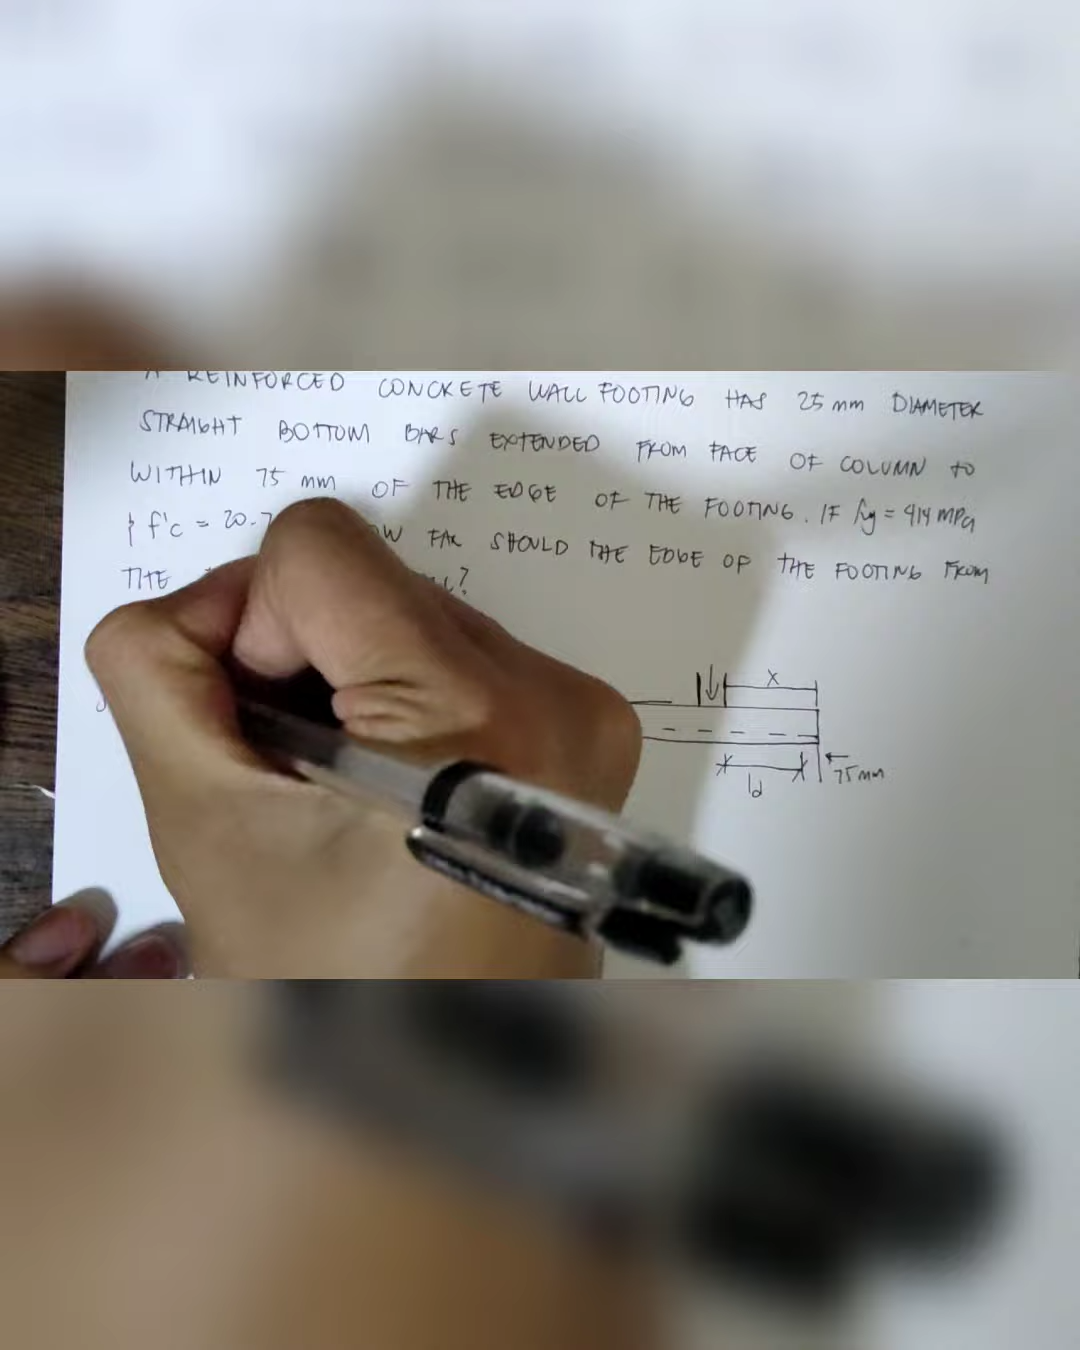 A REINFORCED CONCRETE WALL FOOTING HAS 25 mm DIAMETER
STRAIGHT BOTTOM BARS EXTENDED FROM FACE OF COLUMN TO
WITHIN 75 mm OF THE EDGE OF THE FOOTING. IF fy = 414 MPa
& f'c = 20.7 FAR SHOULD THE EDGE OF THE FOOTING FROM
THE
x
ld
75 mm